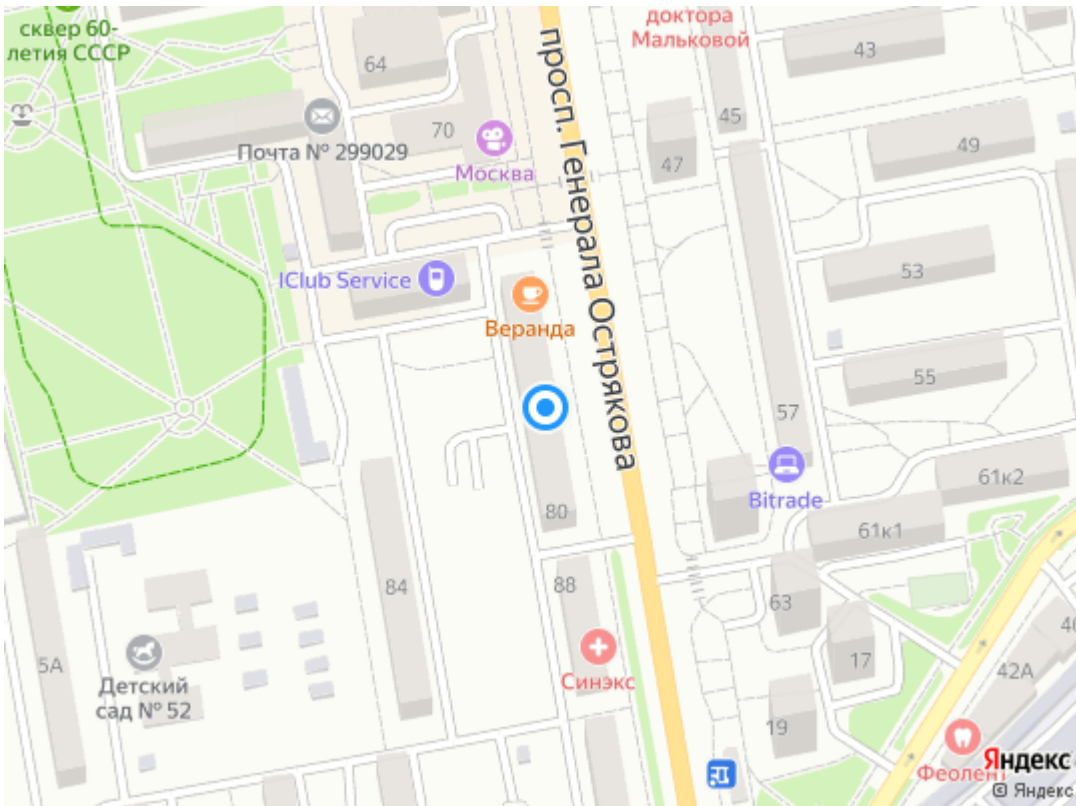 сквер 60-
летия СССР
доктора
Мальковой
64
43
просп. Генерала Острякова
45
70
Почта № 299029
Москва
47
49
IClub Service
53
Веранда
55
57
Bitrade
61к2
80
61к1
84
88
63
5А
Детский
сад № 52
Синэкс
17
42А
19
Феолент
Яндекс
© Яндекс